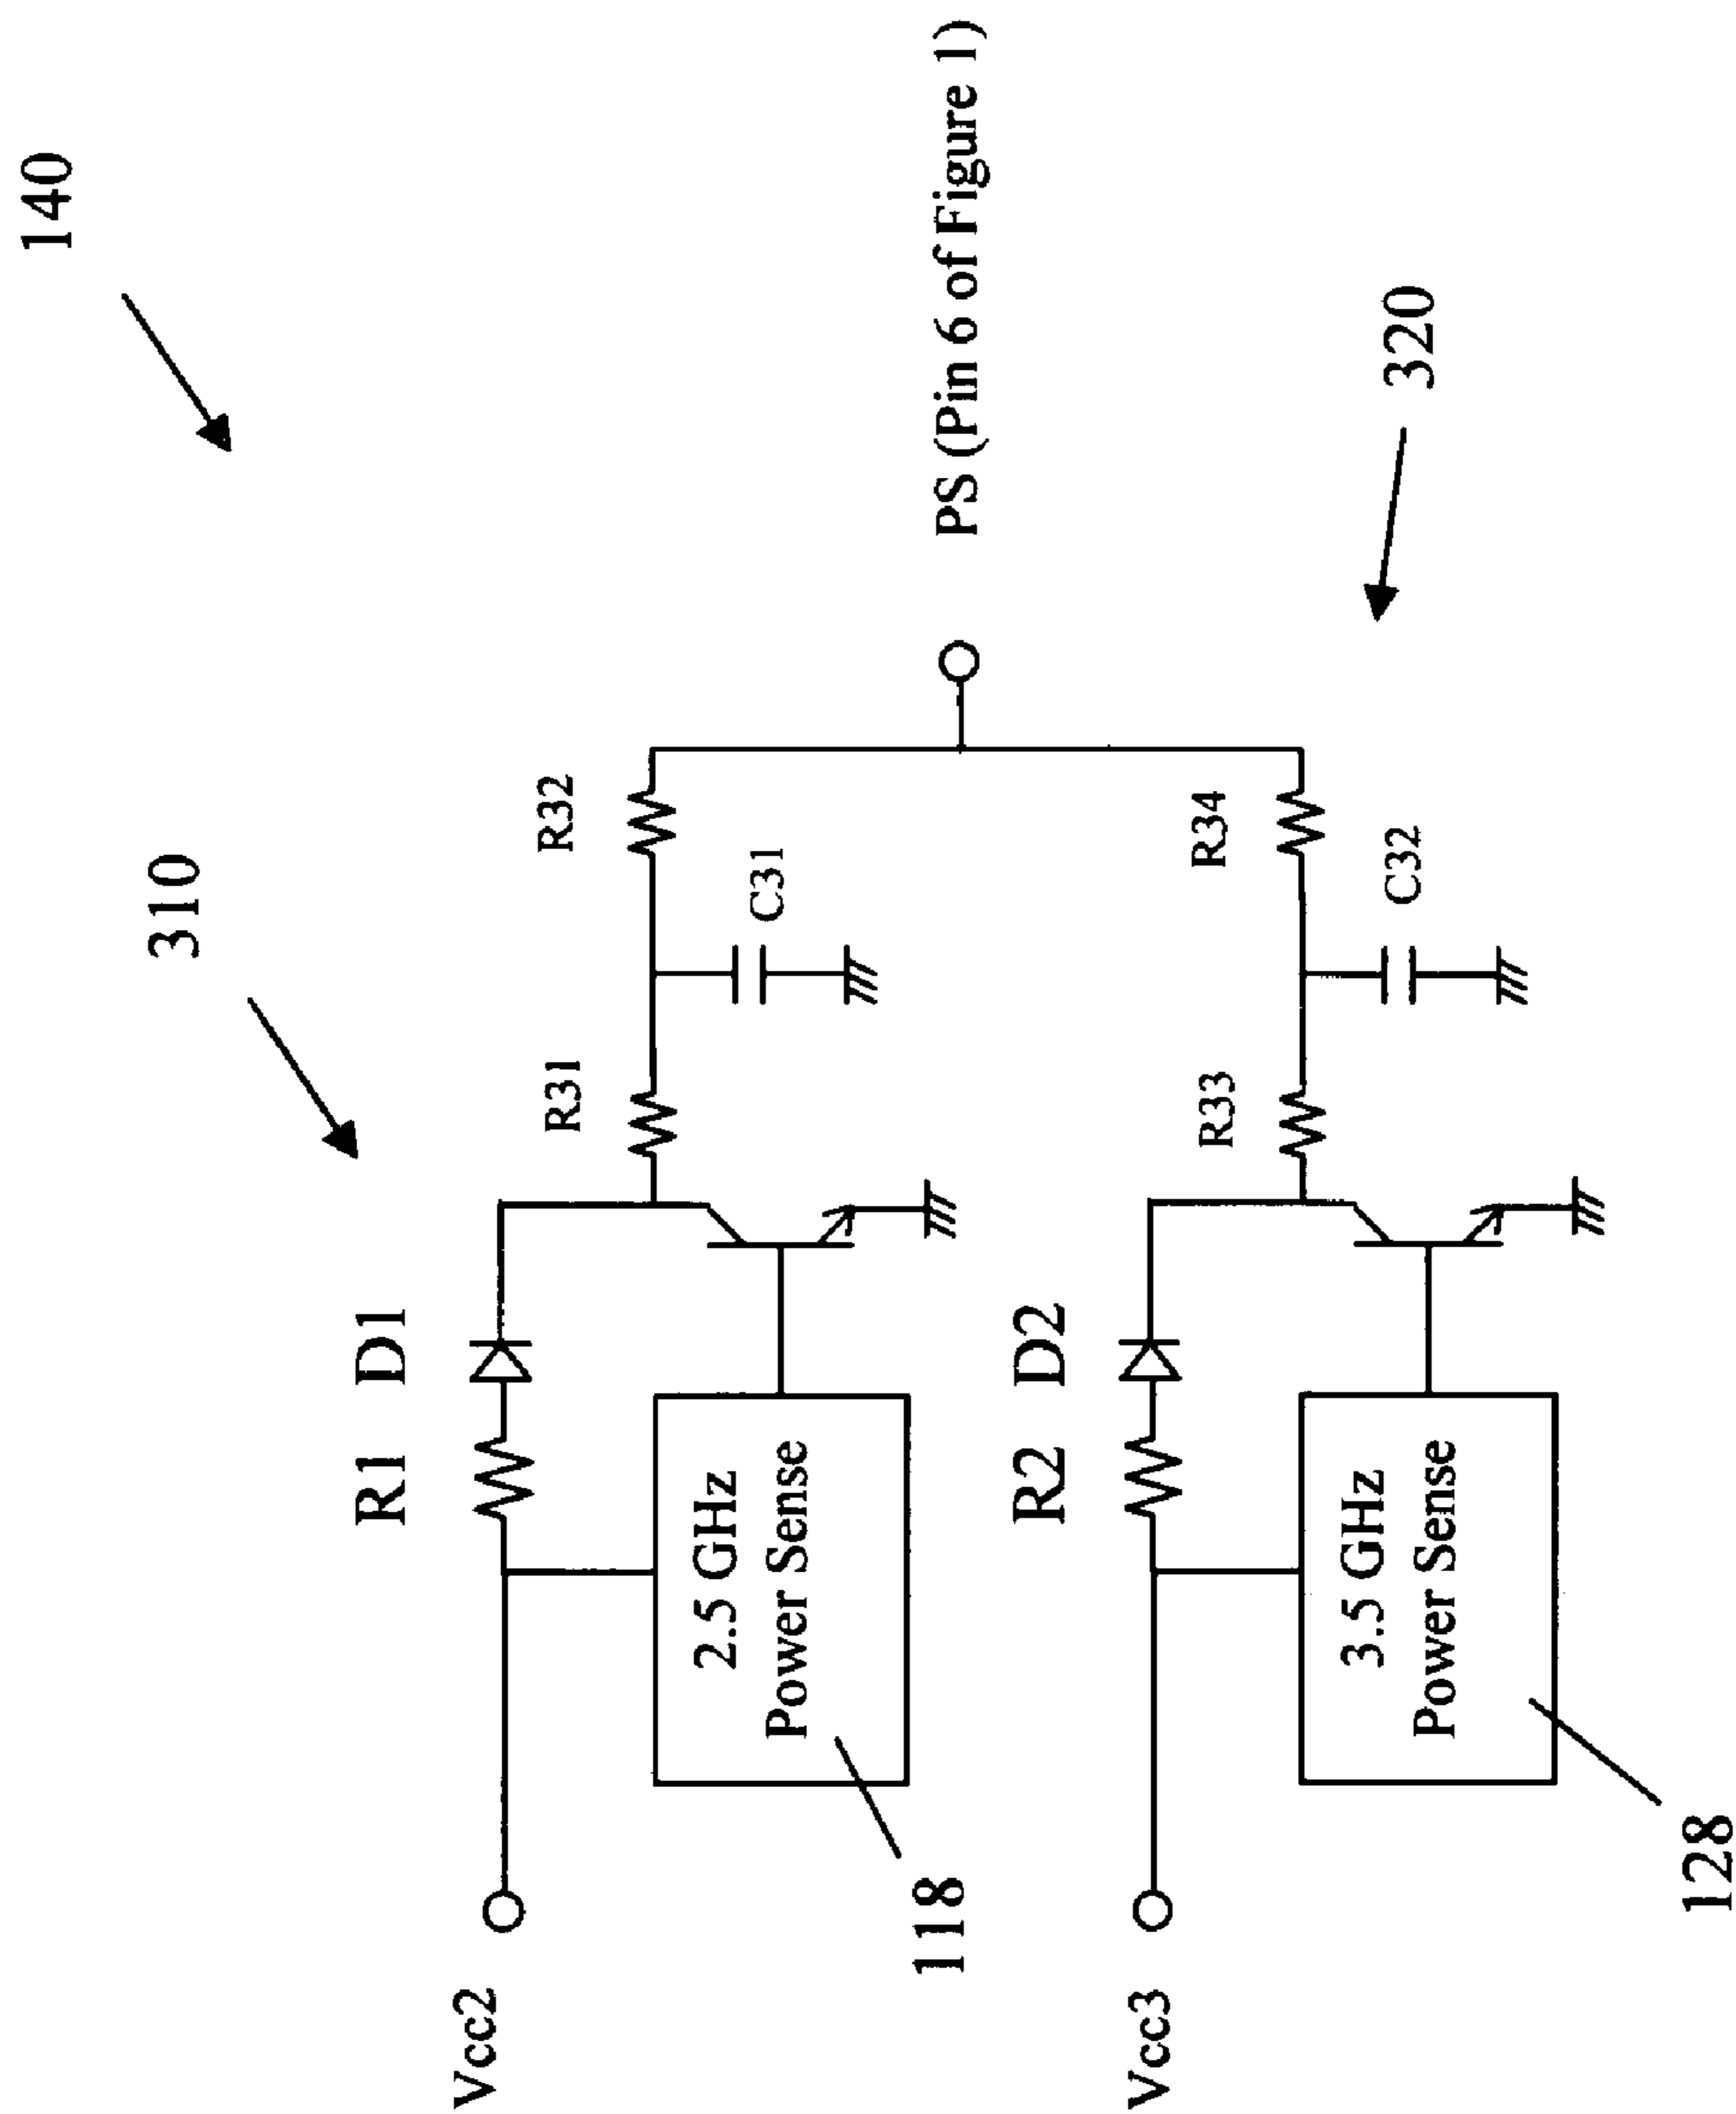 140
310
R1 D1
R32
R31
C31
Vcc2
2.5 GHz
Power Sense
118
PS (Pin 6 of Figure 1)
R2 D2
R34
R33
C32
320
Vcc3
3.5 GHz
Power Sense
128